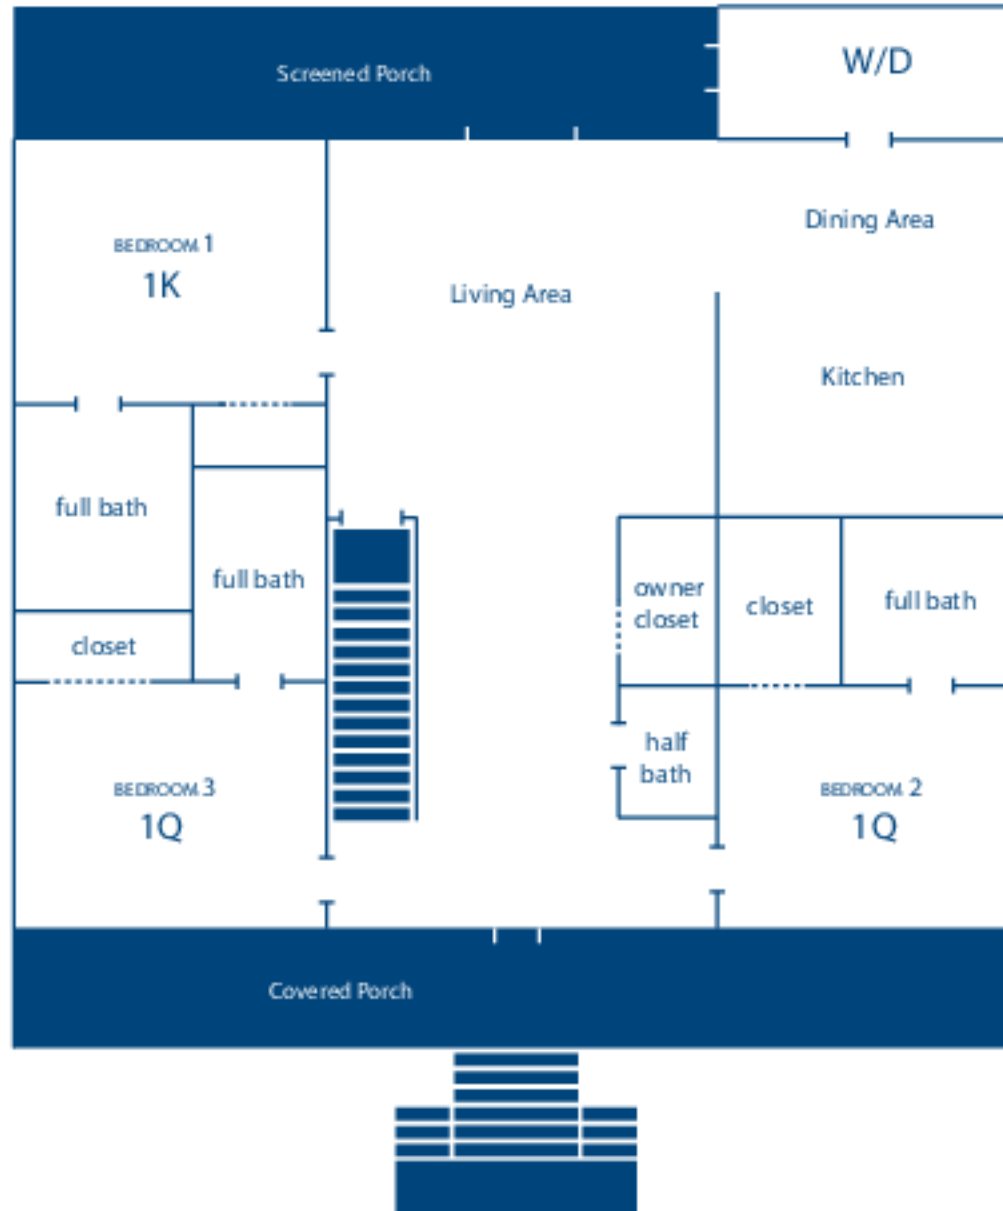 Screened Porch
W/D
Dining Area
BEDROOM 1
1K
Living Area
Kitchen
full bath
full bath
closet
owner
closet
closet
full bath
half
bath
BEDROOM 3
1Q
BEDROOM 2
1Q
Covered Porch